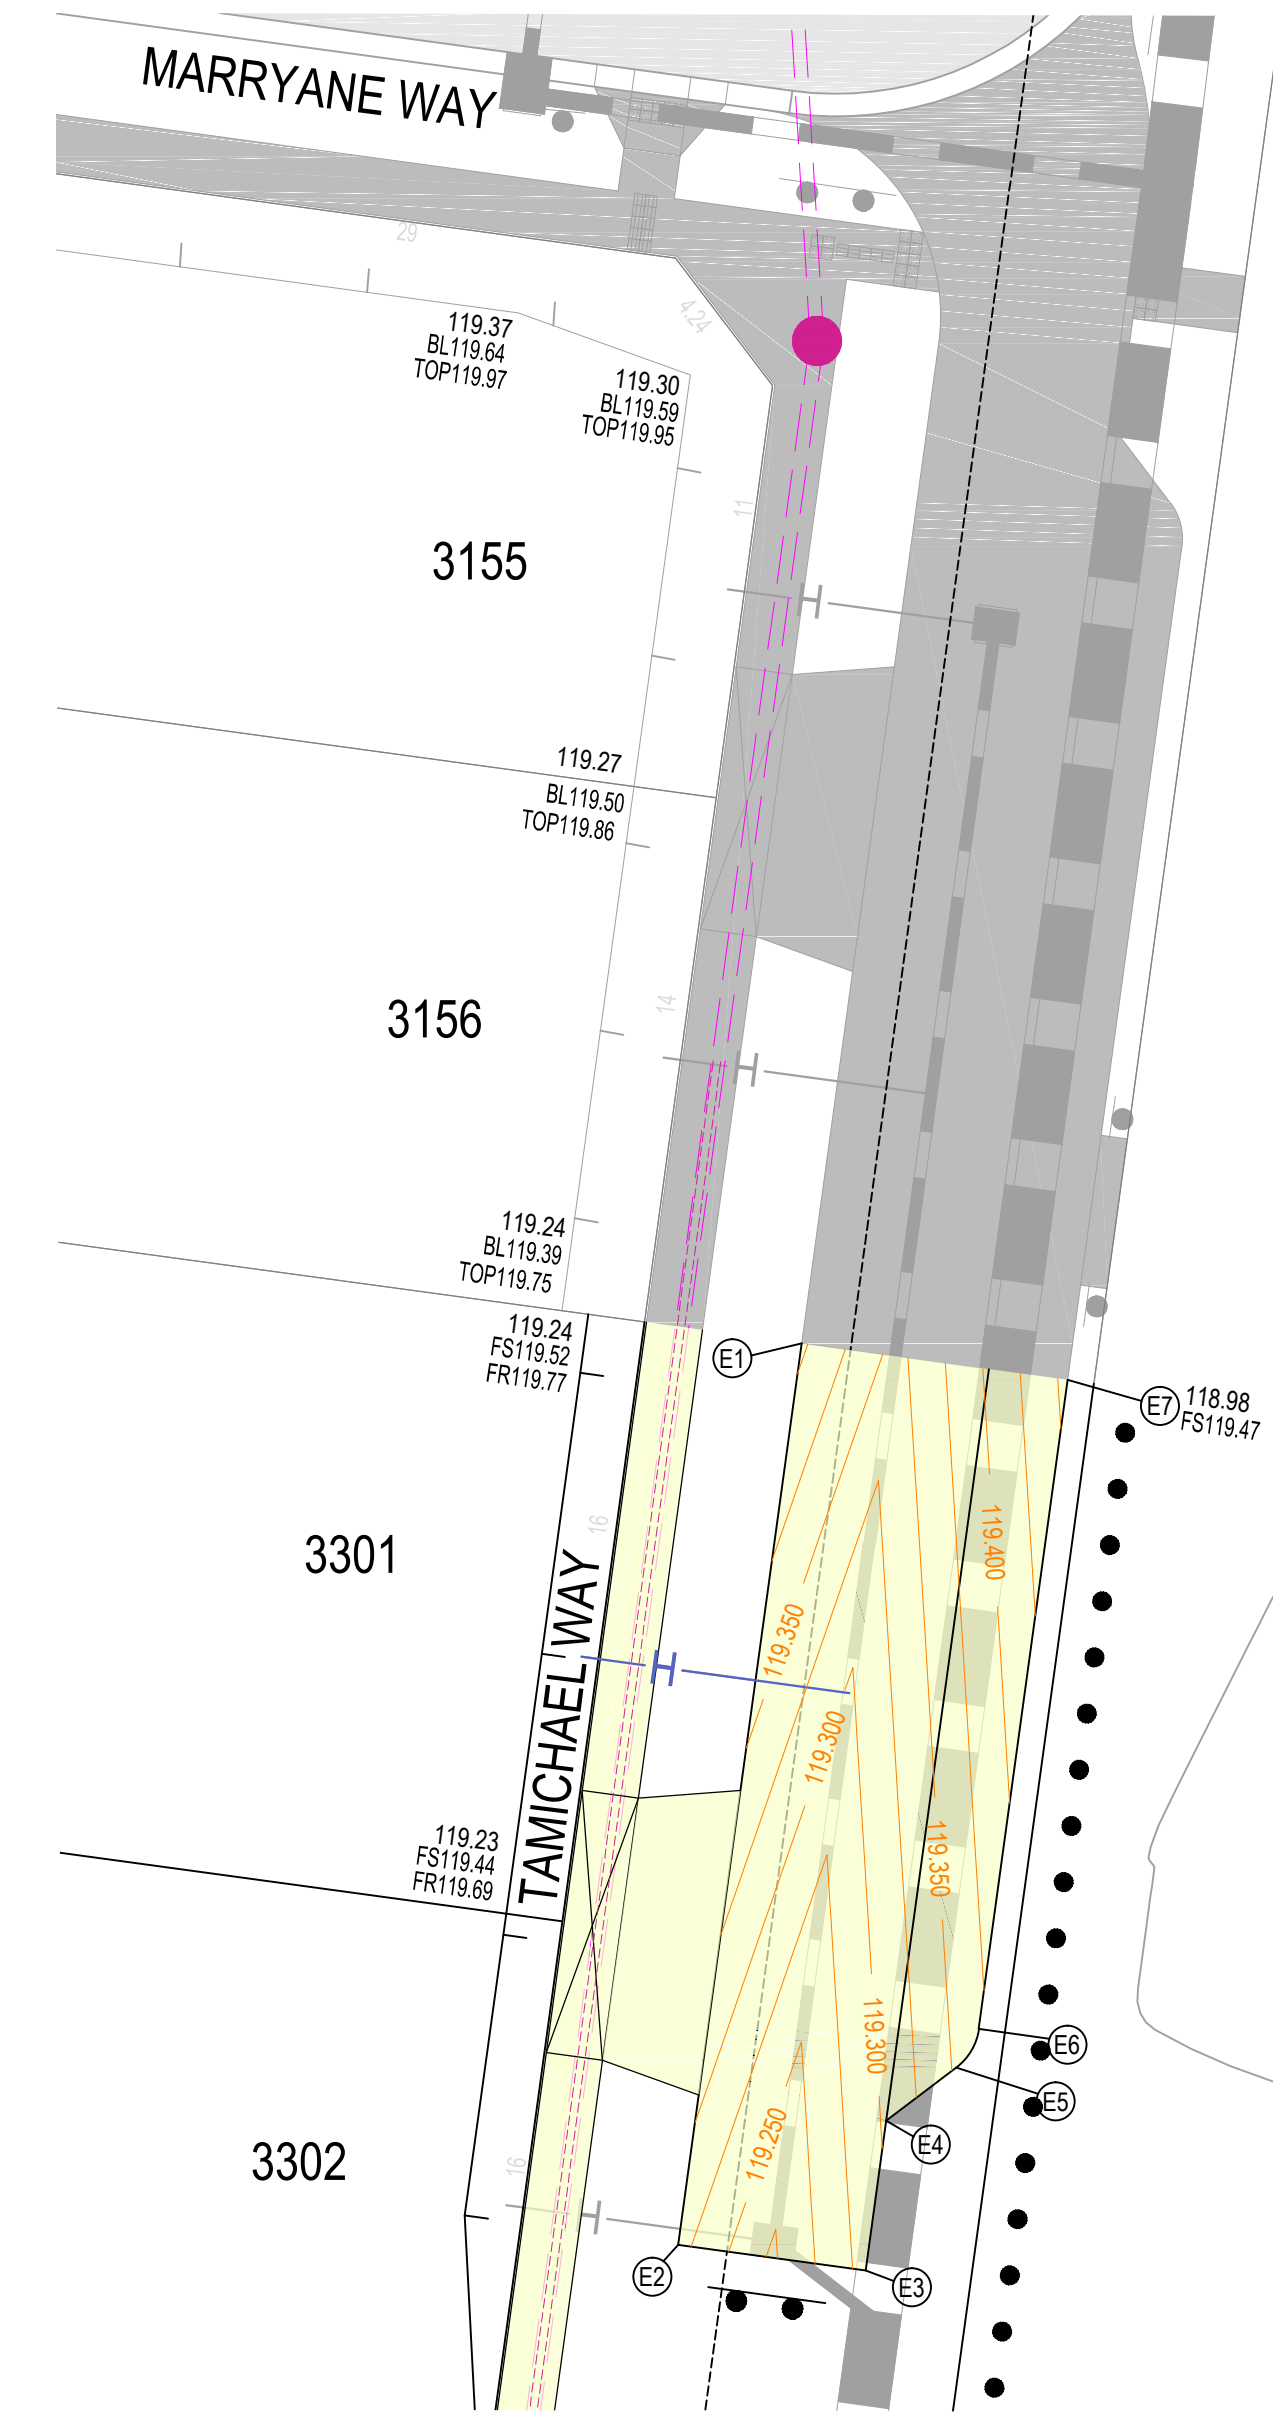 MARRYANE WAY
29
4.24
119.37
BL119.64
TOP119.97
119.30
BL119.59
TOP119.95
11
3155
119.27
BL119.50
TOP119.86
14
3156
119.24
BL119.39
TOP119.75
119.24
FS119.52
FR119.77
E1
E7
118.98
FS119.47
16
3301
119.400
119.350
TAMICHAEL WAY
119.300
119.23
FS119.44
FR119.69
119.350
119.300
E6
E5
E4
119.250
16
3302
E2
E3